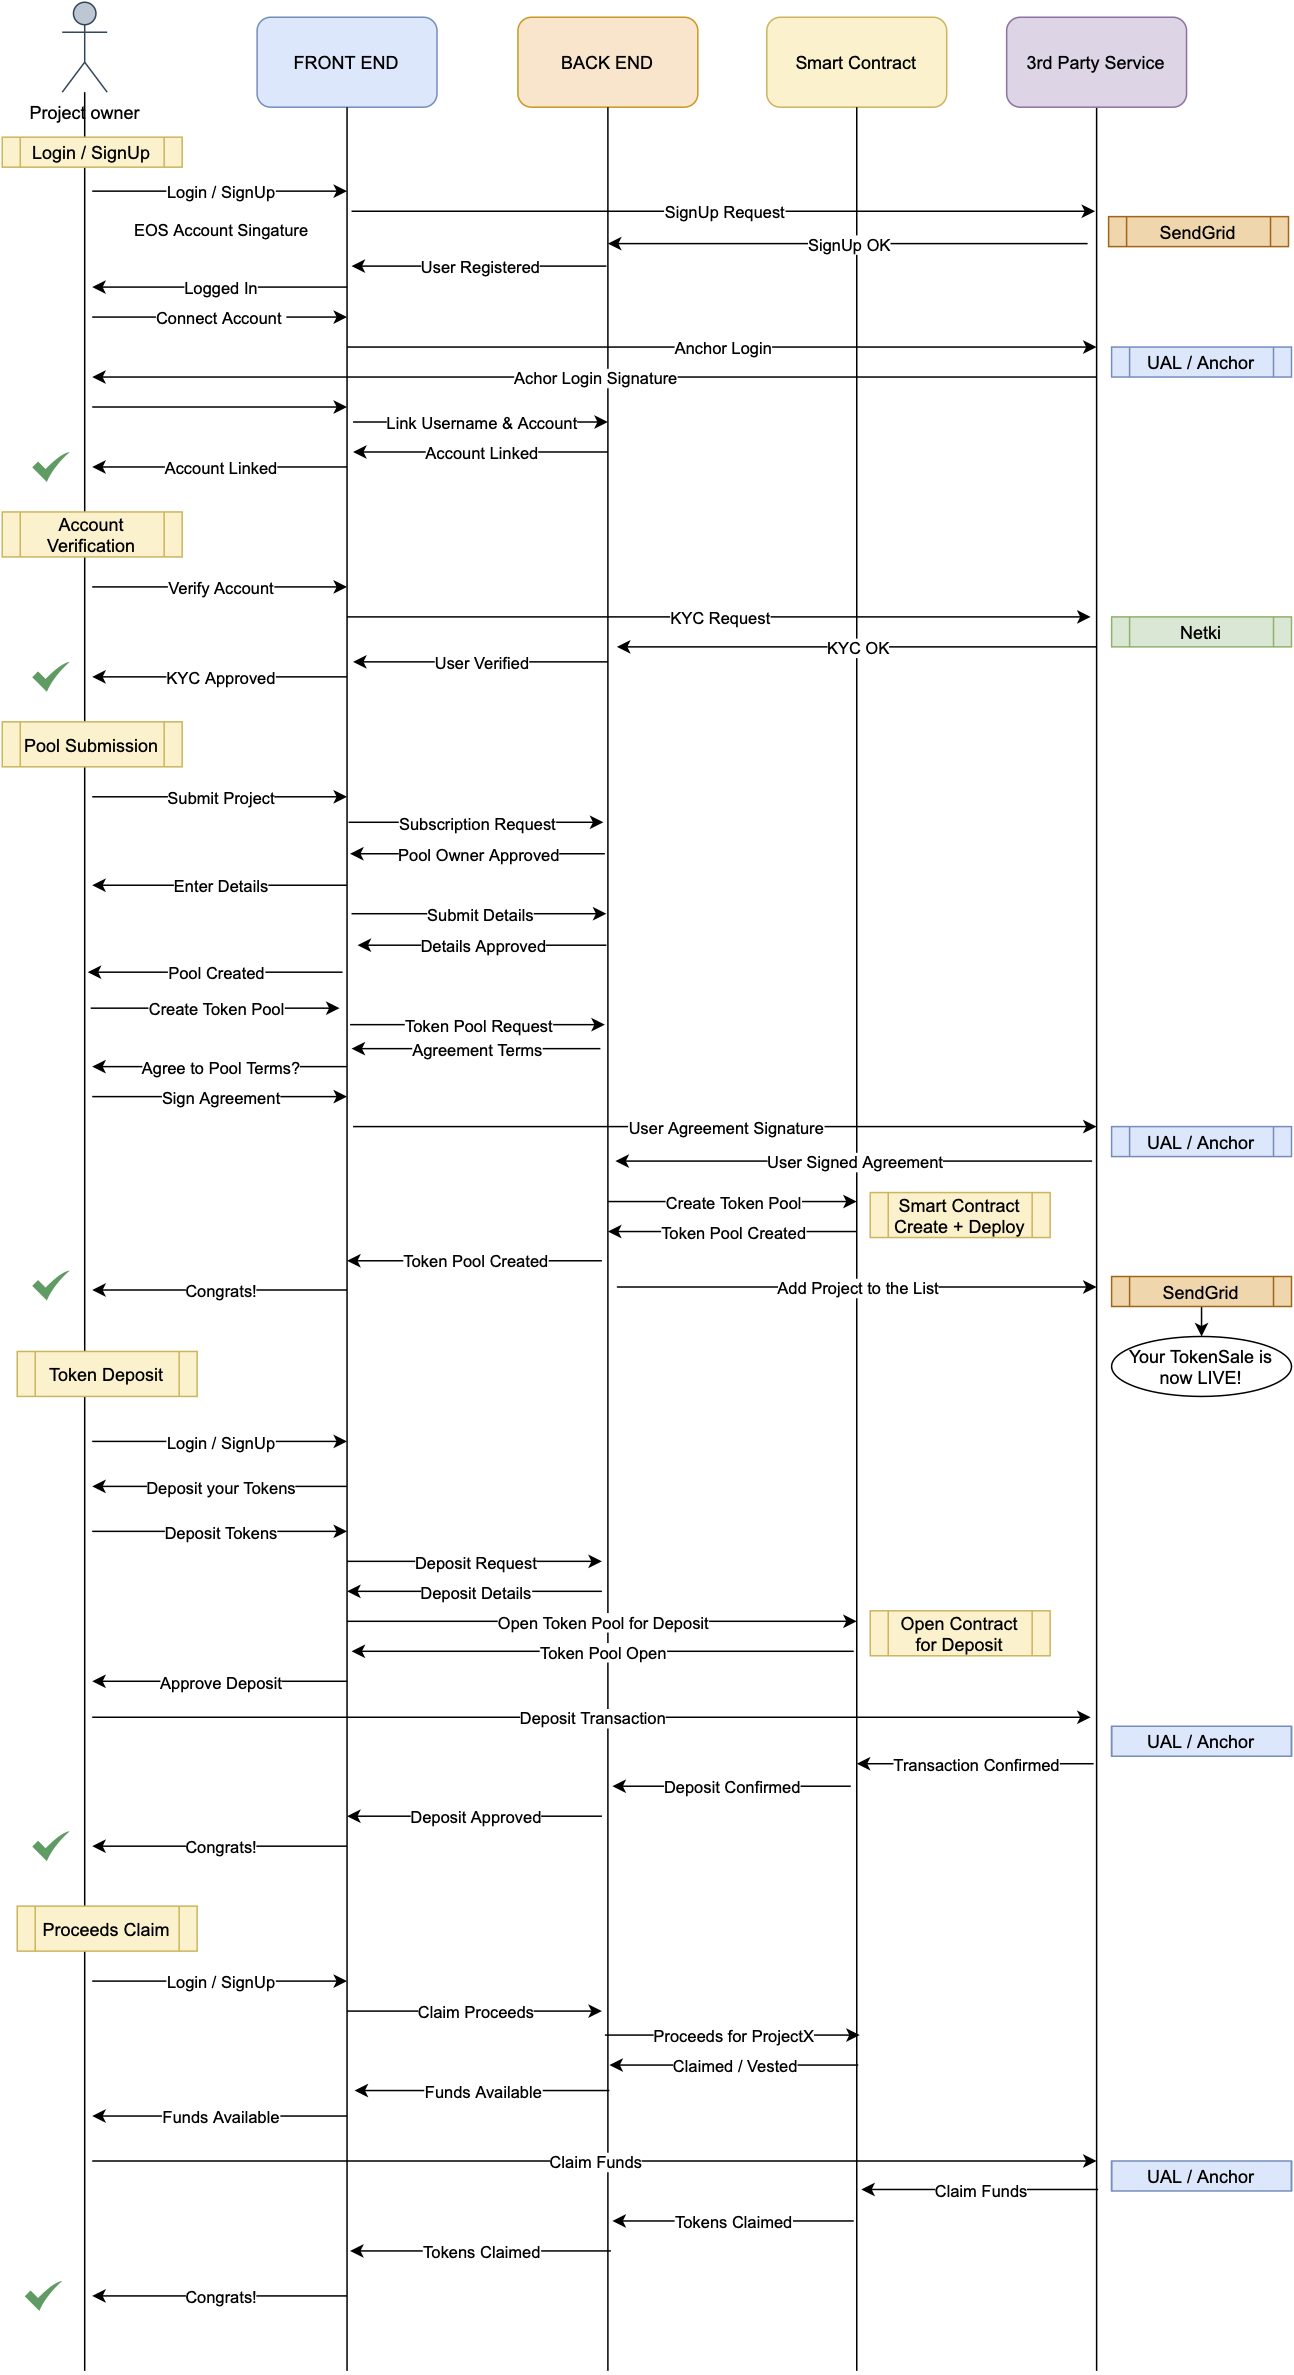 FRONT END
BACK END
Smart Contract
3rd Party Service
Project owner
Login / SignUp
Login / SignUp
SignUp Request
EOS Account Singature
SendGrid
SignUp OK
User Registered
Logged In
Connect Account
Anchor Login
UAL / Anchor
Achor Login Signature
Link Username & Account
Account Linked
Account Linked
Account
Verification
Verify Account
KYC Request
Netki
KYC OK
User Verified
KYC Approved
Pool Submission
Submit Project
Subscription Request
Pool Owner Approved
Enter Details
Submit Details
Details Approved
Pool Created
Create Token Pool
Token Pool Request
Agreement Terms
Agree to Pool Terms?
Sign Agreement
User Agreement Signature
UAL / Anchor
User Signed Agreement
Create Token Pool
Smart Contract
Create + Deploy
Token Pool Created
Token Pool Created
Add Project to the List
Congrats!
SendGrid
Your TokenSale is
now LIVE!
Token Deposit
Login / SignUp
Deposit your Tokens
Deposit Tokens
Deposit Request
Deposit Details
Open Token Pool for Deposit
Open Contract
for Deposit
Token Pool Open
Approve Deposit
Deposit Transaction
UAL / Anchor
Transaction Confirmed
Deposit Confirmed
Deposit Approved
Congrats!
Proceeds Claim
Login / SignUp
Claim Proceeds
Proceeds for ProjectX
Claimed / Vested
Funds Available
Funds Available
Claim Funds
UAL / Anchor
Claim Funds
Tokens Claimed
Tokens Claimed
Congrats!